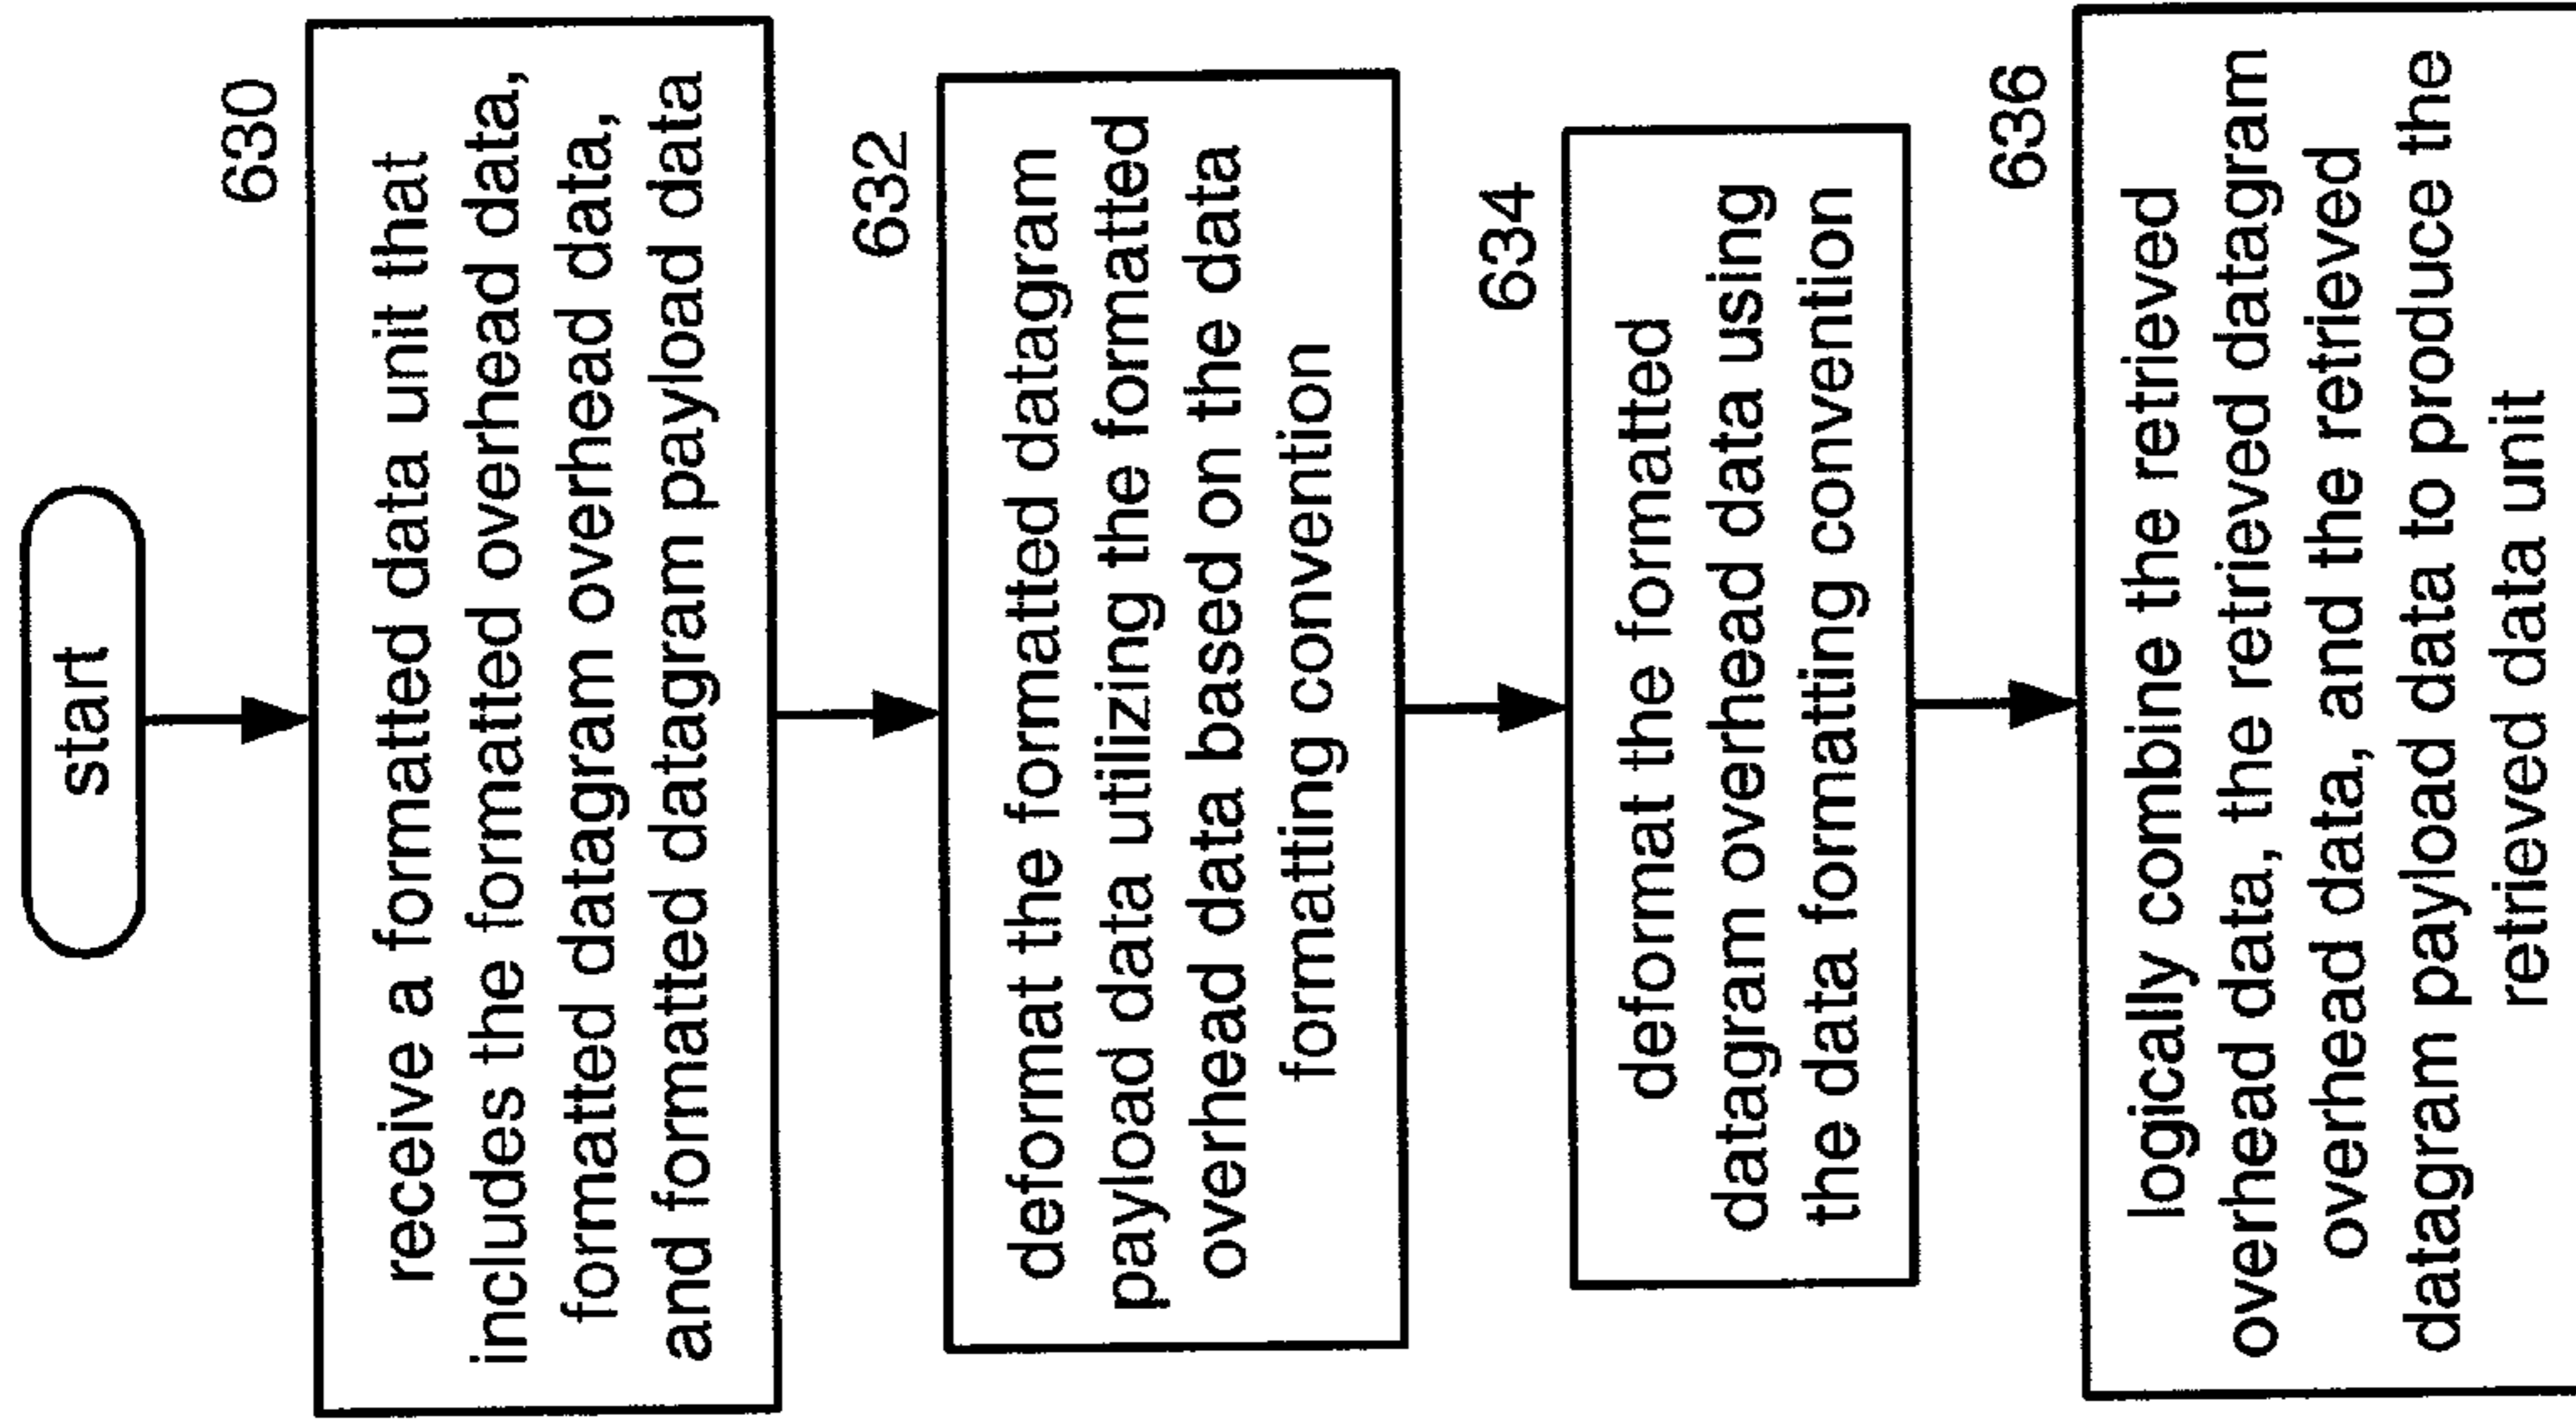 start
630
receive a formatted data unit that
includes the formatted overhead data,
formatted datagram overhead data,
and formatted datagram payload data
632
deformat the formatted datagram
payload data utilizing the formatted
overhead data based on the data
formatting convention
634
deformat the formatted
datagram overhead data using
the data formatting convention
636
logically combine the retrieved
overhead data, the retrieved datagram
overhead data, and the retrieved
datagram payload data to produce the
retrieved data unit